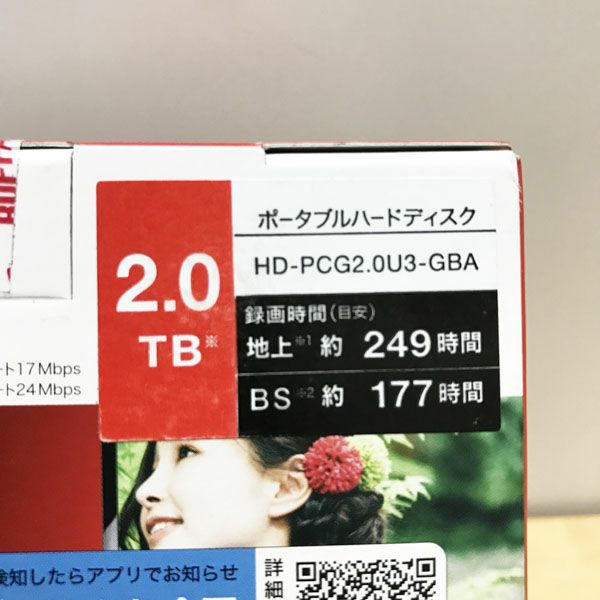 ポータブルハードディスク
HD-PCG2.0U3-GBA
2.0
TB※
録画時間(目安)
地上※1 約 249時間
BS※2 約 177時間
ート17Mbps
ート24Mbps
検知したらアプリでお知らせ
詳細